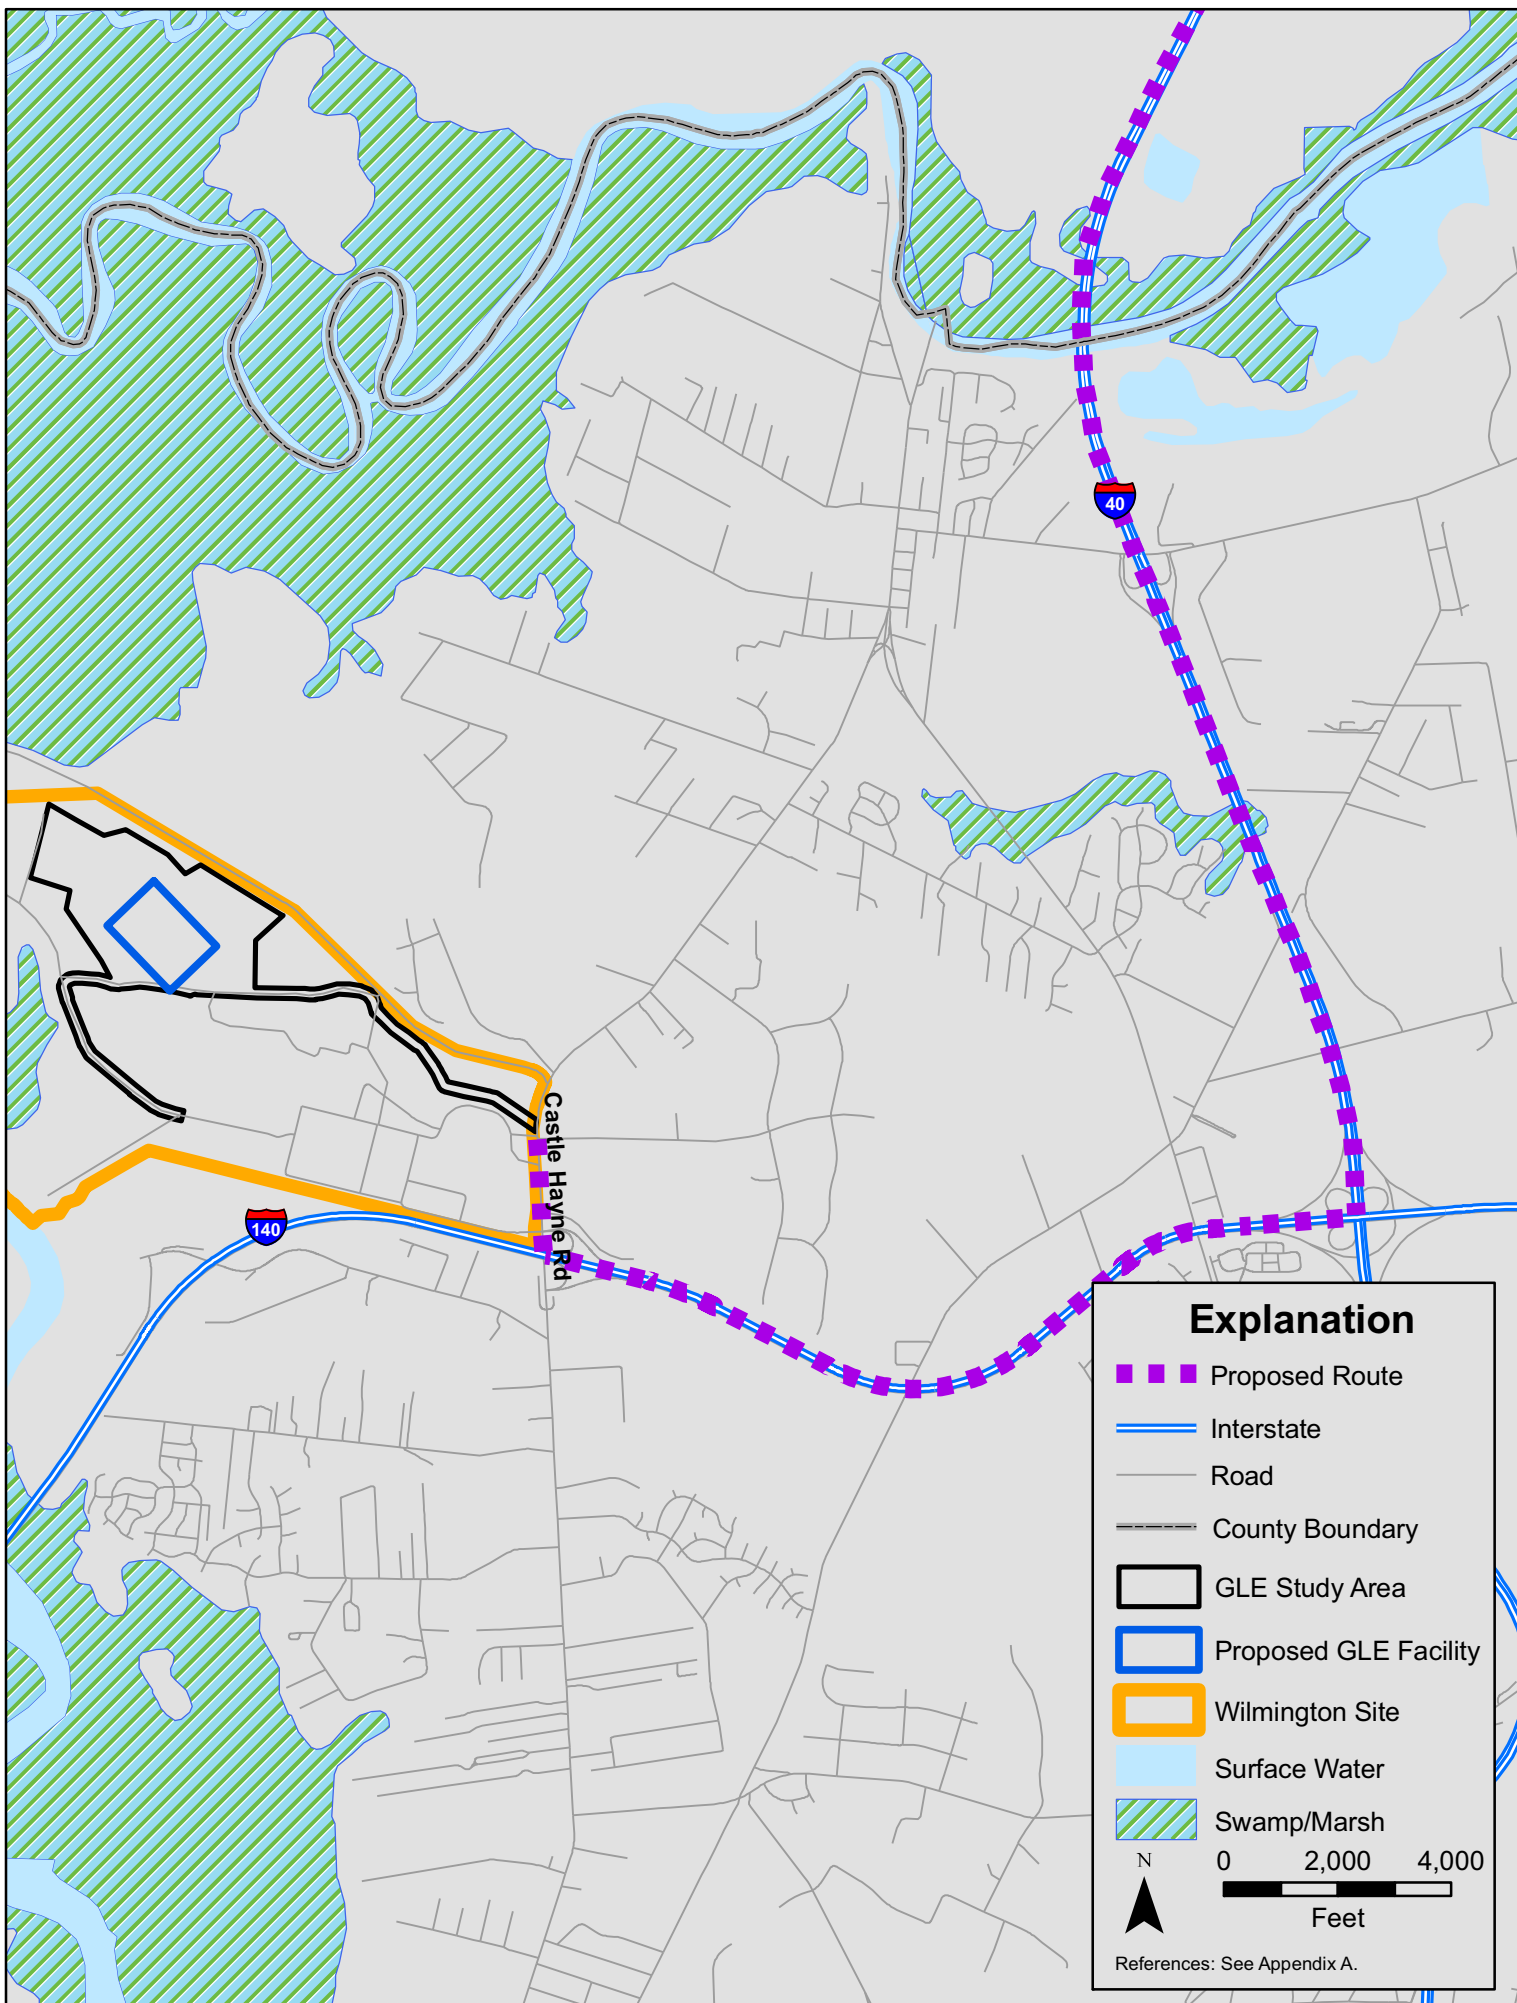 40
Castle Hayne Rd
140
Explanation
Proposed Route
Interstate
Road
County Boundary
GLE Study Area
Proposed GLE Facility
Wilmington Site
Surface Water
Swamp/Marsh
N
0 2,000 4,000
Feet
References: See Appendix A.